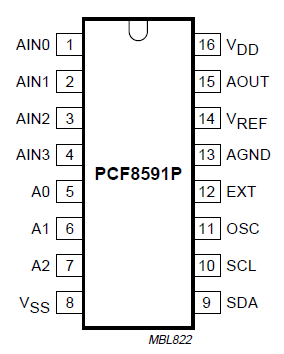 AIN0 1 16 VDD
AIN1 2 15 AOUT
AIN2 3 14 VREF
AIN3 4 13 AGND
PCF8591P
A0 5 12 EXT
A1 6 11 OSC
A2 7 10 SCL
VSS 8 9 SDA
MBL822